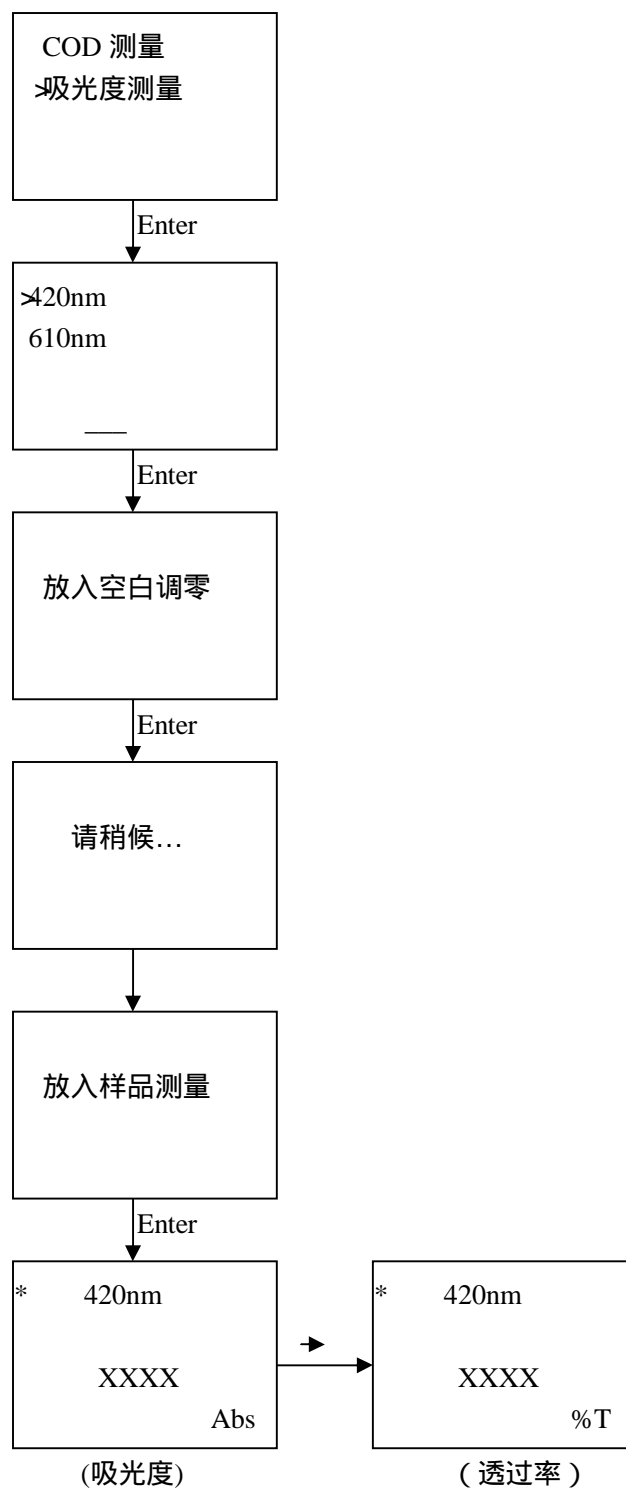 COD 测量
>吸光度测量
Enter
>420nm
610nm
___
Enter
放入空白调零
Enter
请稍候…
放入样品测量
Enter
* 420nm
XXXX
Abs
(吸光度)
* 420nm
XXXX
%T
（透过率）